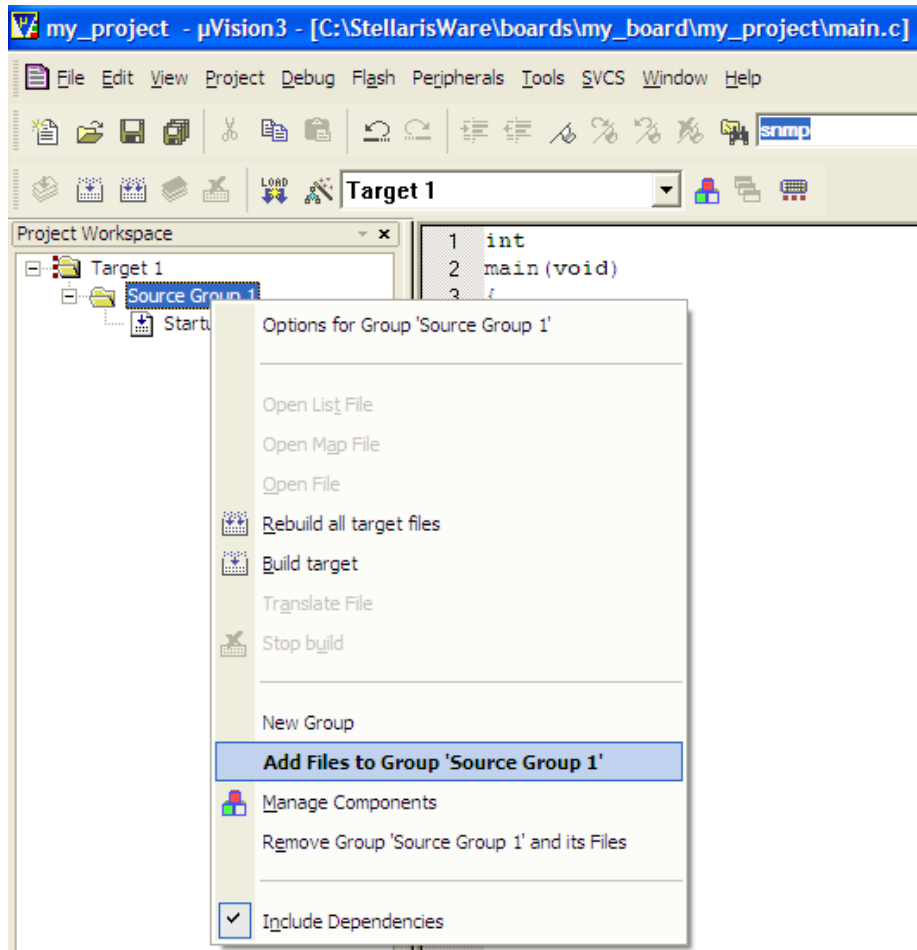 my_project - µVision3 - [C:\StellarisWare\boards\my_board\my_project\main.c]
File Edit View Project Debug Flash Peripherals Tools SVCS Window Help
snmp
LOAD Target 1
Project Workspace
1 int
Target 1
2 main(void)
Source Group 1
3 {
Options for Group 'Source Group 1'
Open List File
Open Map File
Open File
Rebuild all target files
Build target
Translate File
Stop build
New Group
Add Files to Group 'Source Group 1'
Manage Components
Remove Group 'Source Group 1' and its Files
Include Dependencies